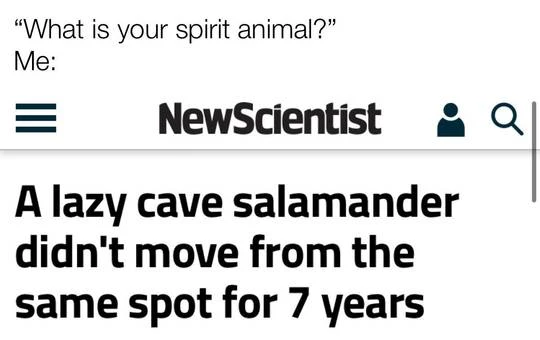 “What is your spirit animal?”
Me:
NewScientist
A lazy cave salamander
didn't move from the
same spot for 7 years